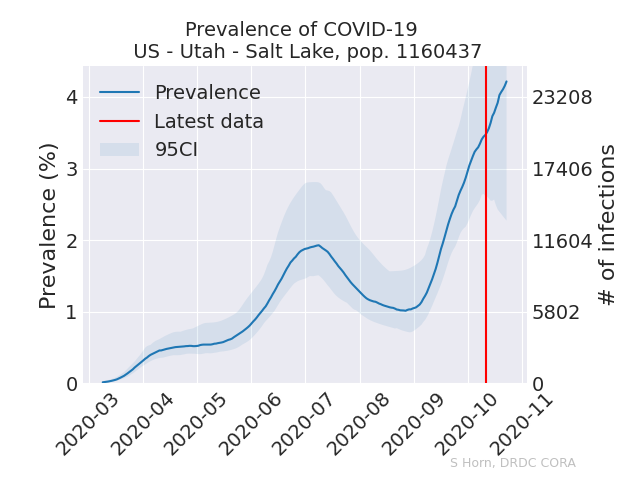 Prevalence of COVID-19
US - Utah - Salt Lake, pop. 1160437
Prevalence
Latest data
95CI
Prevalence (%)
4
3
2
1
0
# of infections
23208
17406
11604
5802
0
2020-03
2020-04
2020-05
2020-06
2020-07
2020-08
2020-09
2020-10
2020-11
S Horn, DRDC CORA